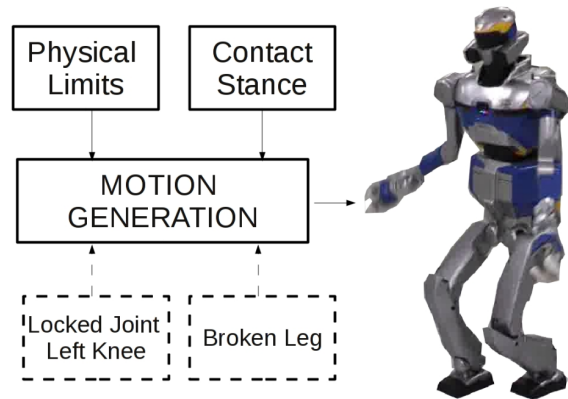 Physical
Limits
Contact
Stance
MOTION
GENERATION
Locked Joint
Left Knee
Broken Leg